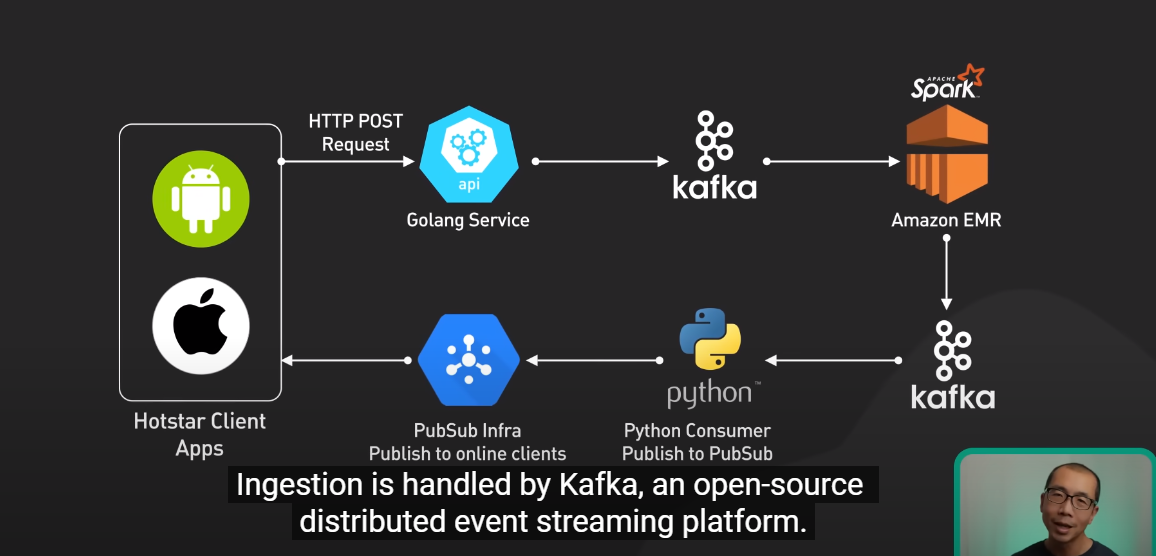 APACHE
Spark™
HTTP POST
Request
api
Golang Service
kafka
Amazon EMR
Hotstar Client
Apps
PubSub Infra
Publish to online clients
python™
Python Consumer
Publish to PubSub
kafka
Ingestion is handled by Kafka, an open-source
distributed event streaming platform.